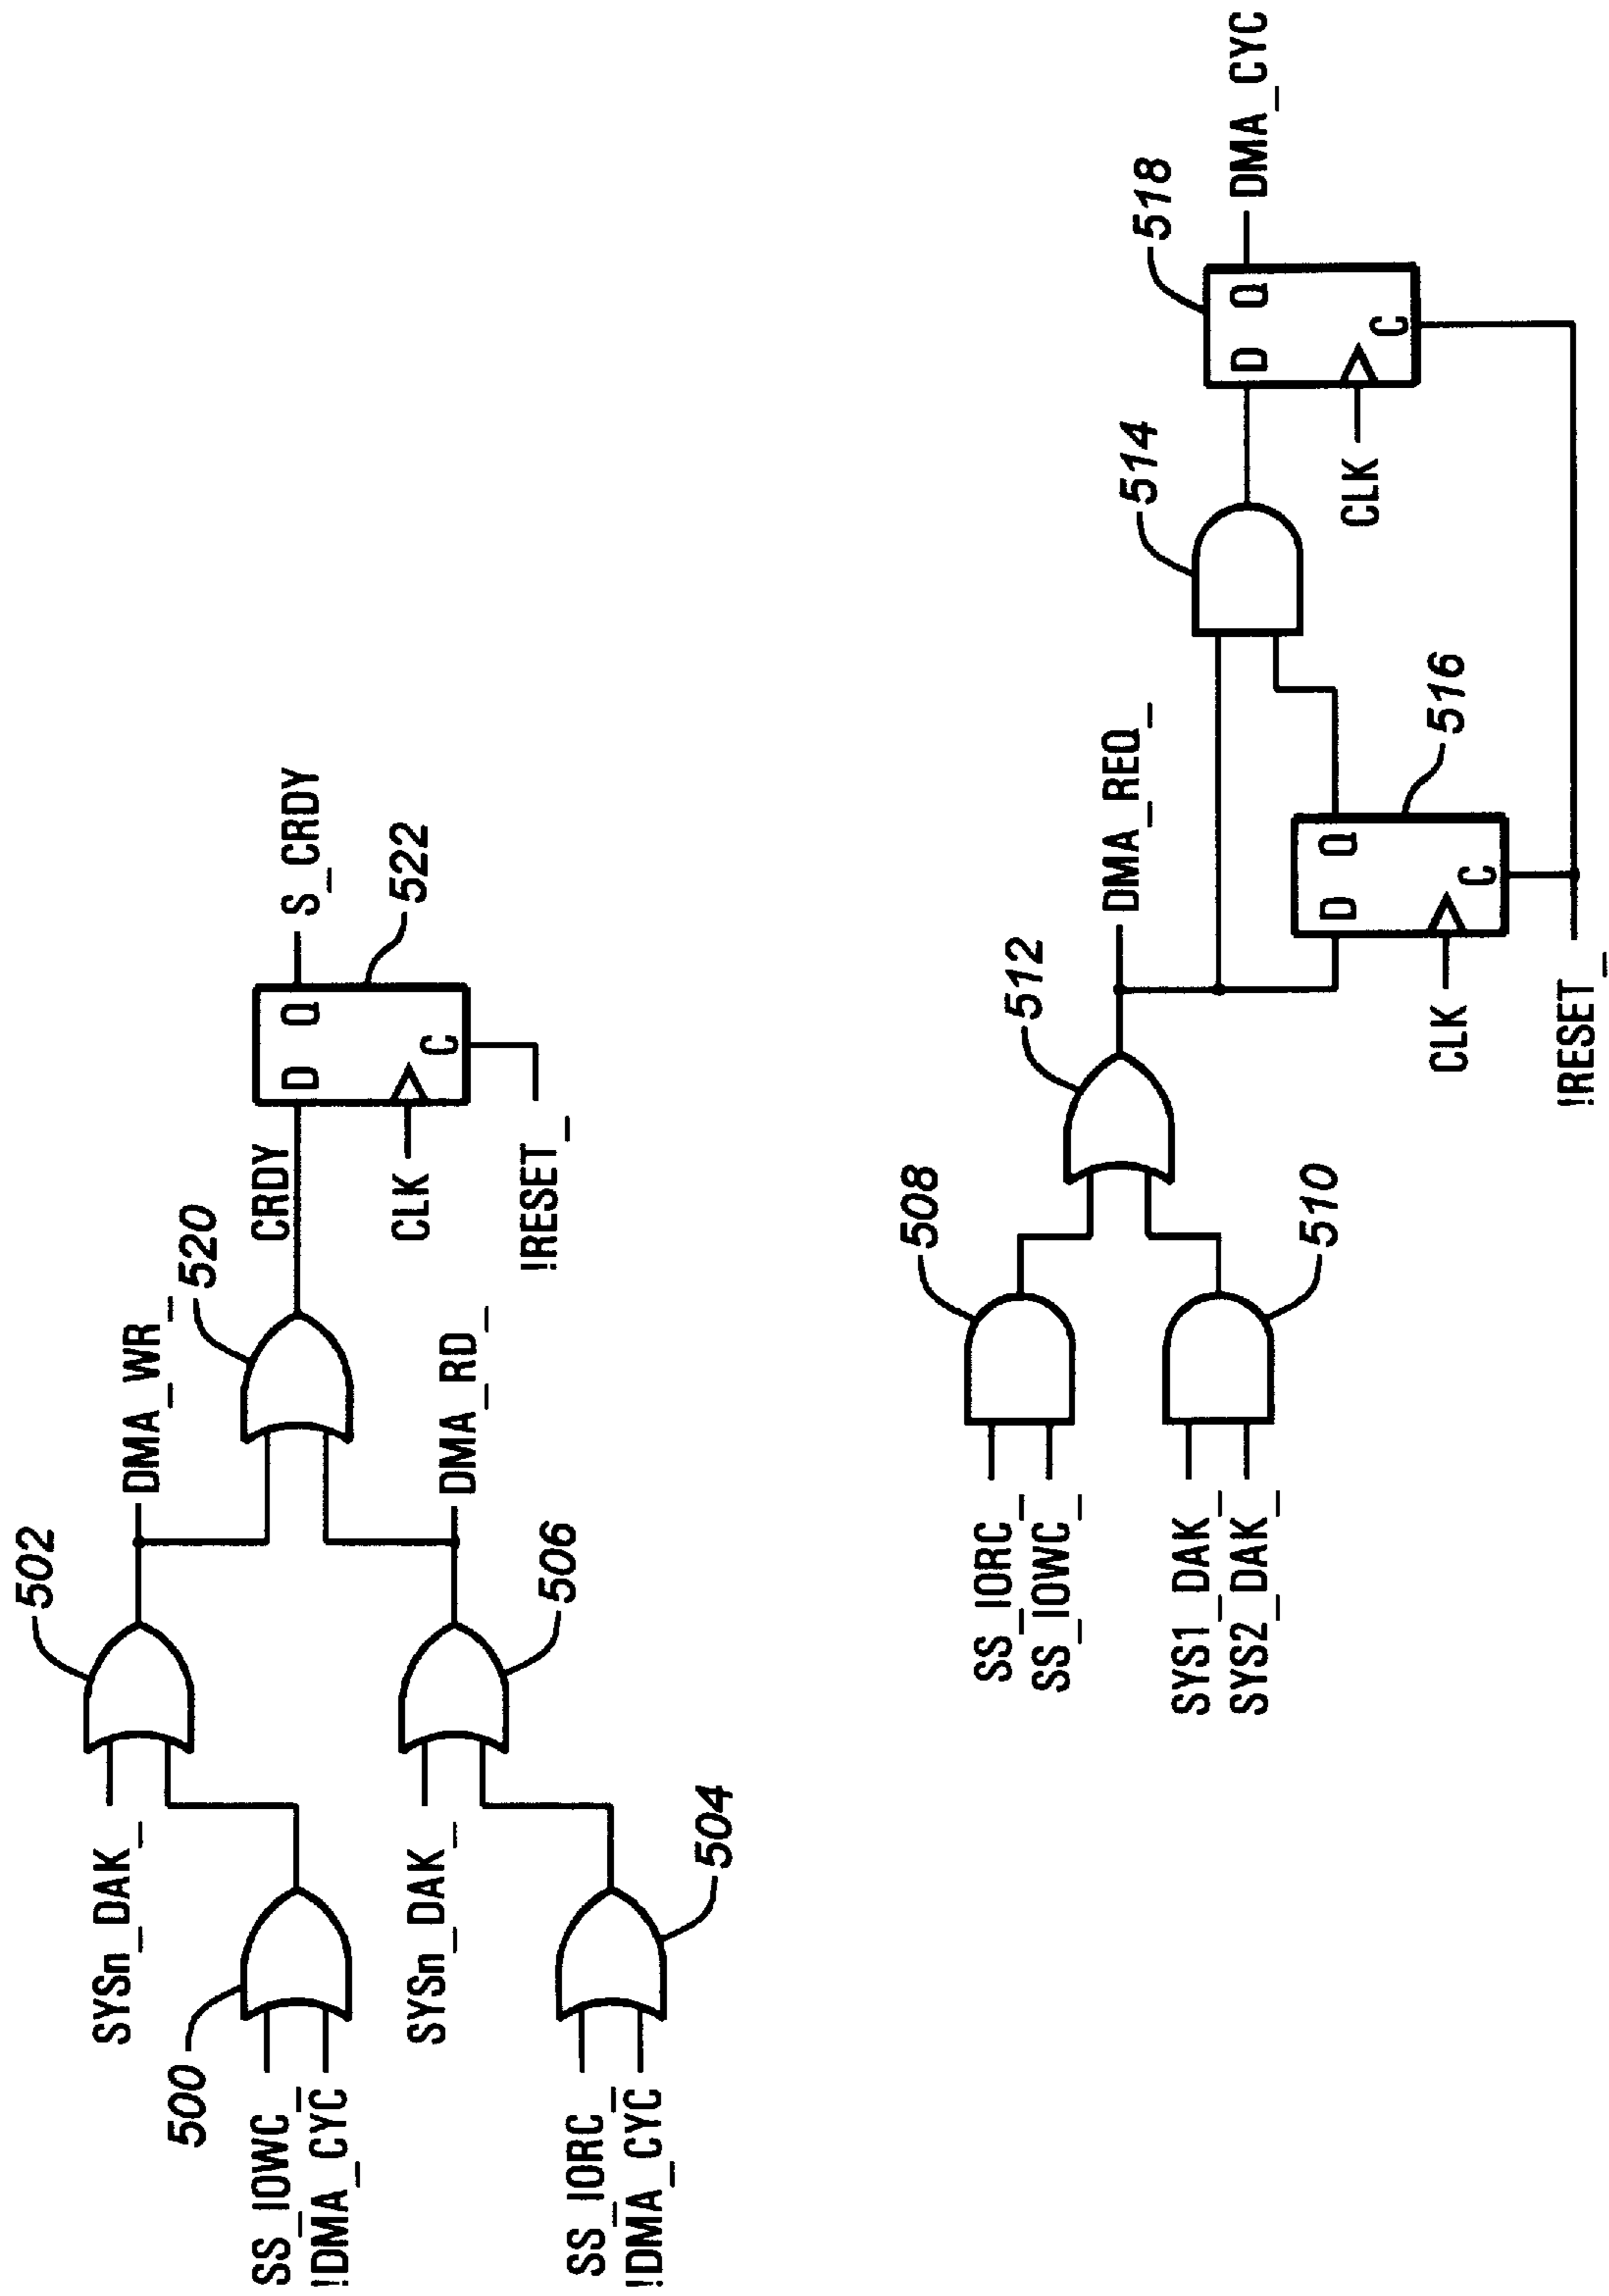 SYSn_DAK_
502
DMA_WR_
500
SS_IOWC_
!DMA_CYC
520
CRDY
S_CRDY
D Q
C
CLK
522
!RESET_
SYSn_DAK_
506
DMA_RD_
SS_IORC_
!DMA_CYC
504
SS_IORC_
SS_IOWC_
508
512
DMA_REQ_
514
518
D Q
C
CLK
DMA_CYC
SYS1_DAK_
SYS2_DAK_
510
D Q
C
CLK
516
!RESET_